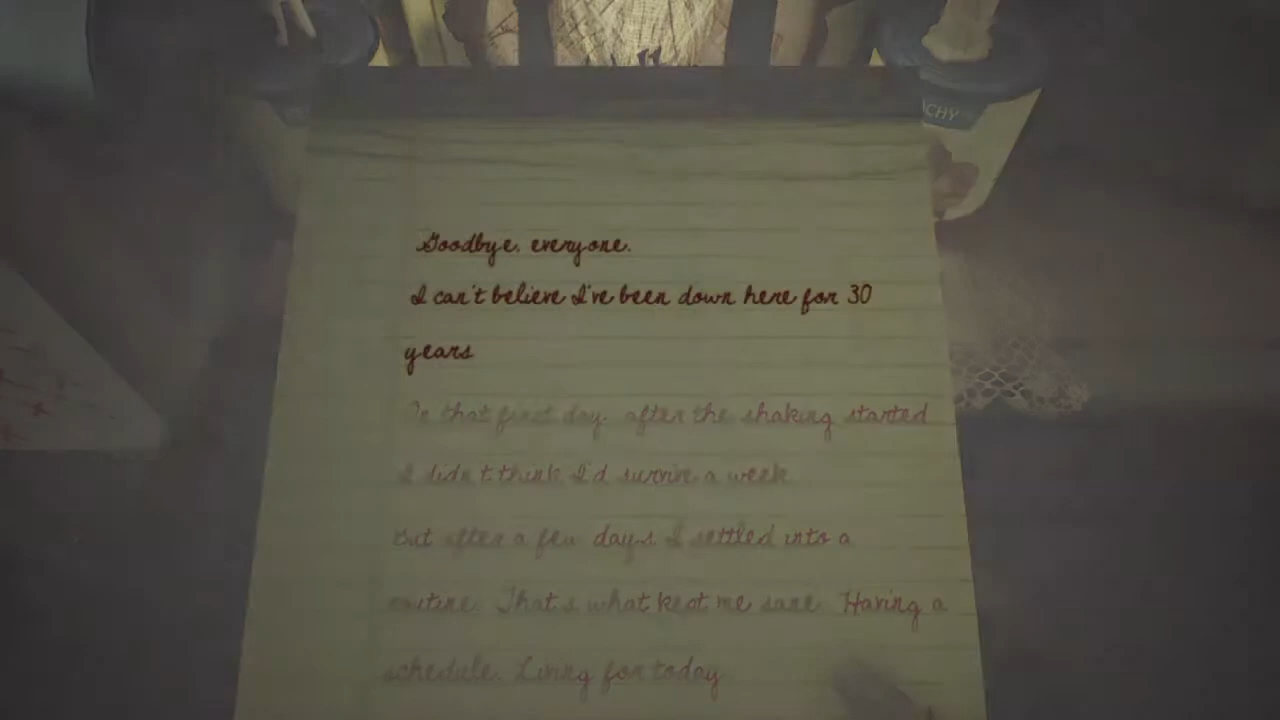 CHY
Goodbye, everyone.
I can't believe I've been down here for 30
years
On that first day, after the shaking started
I didn't think I'd survive a week
But after a few days I settled into a
routine. That's what kept me sane. Having a
schedule. Living for today